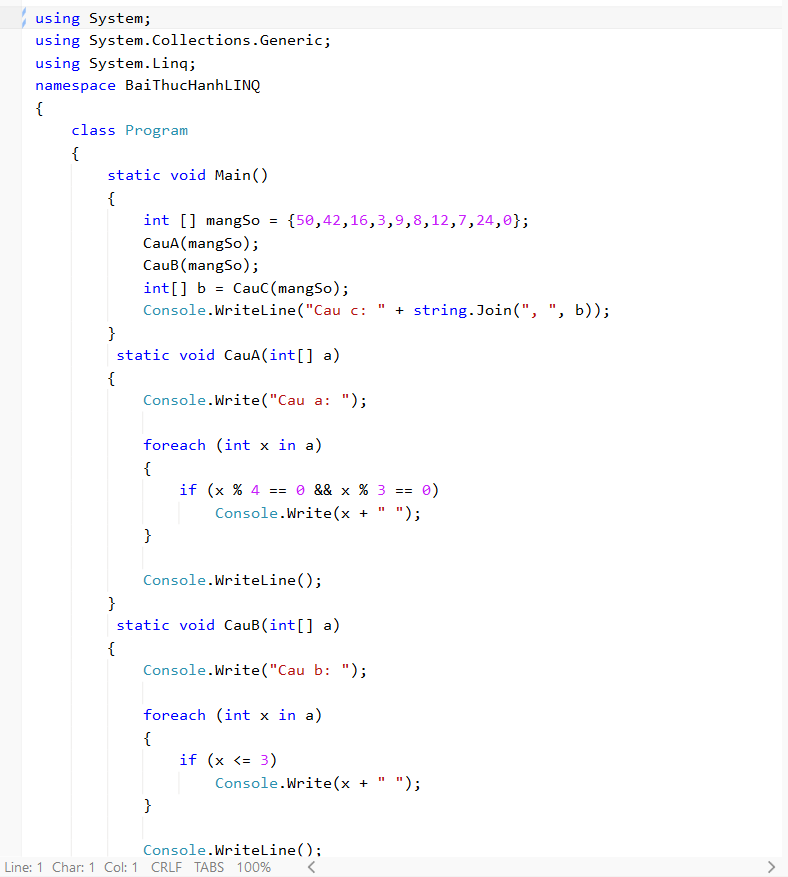 using System;
using System.Collections.Generic;
using System.Linq;
namespace BaiThucHanhLINQ
{
    class Program
    {
        static void Main()
        {
            int [] mangSo = {50,42,16,3,9,8,12,7,24,0};
            CauA(mangSo);
            CauB(mangSo);
            int[] b = CauC(mangSo);
            Console.WriteLine("Cau c: " + string.Join(", ", b));
        }
         static void CauA(int[] a)
        {
            Console.Write("Cau a: ");

            foreach (int x in a)
            {
                if (x % 4 == 0 && x % 3 == 0)
                    Console.Write(x + " ");
            }

            Console.WriteLine();
        }
         static void CauB(int[] a)
        {
            Console.Write("Cau b: ");

            foreach (int x in a)
            {
                if (x <= 3)
                    Console.Write(x + " ");
            }

            Console.WriteLine();
Line: 1 Char: 1 Col: 1 CRLF TABS 100%